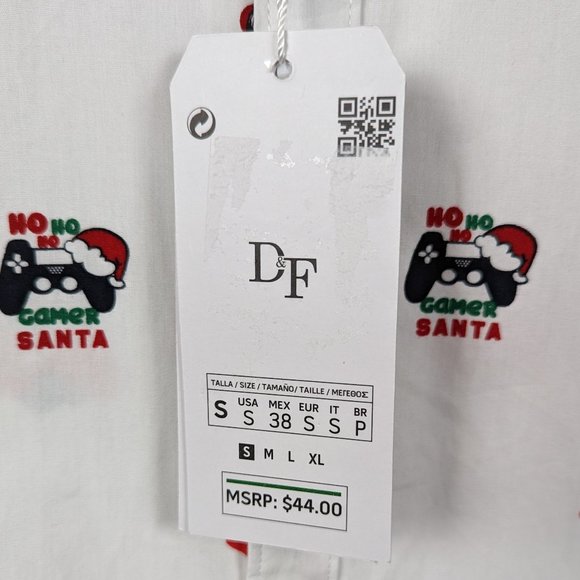 HO HO
HO
GAMER
SANTA
D&F
TALLA / SIZE / TAMAÑO / TAILLE / ΜΕΓΕΘΟΣ
S
USA MEX EUR IT BR
S 38 S S P
S M L XL
MSRP: $44.00
HO HO
HO
GAMER
SANTA